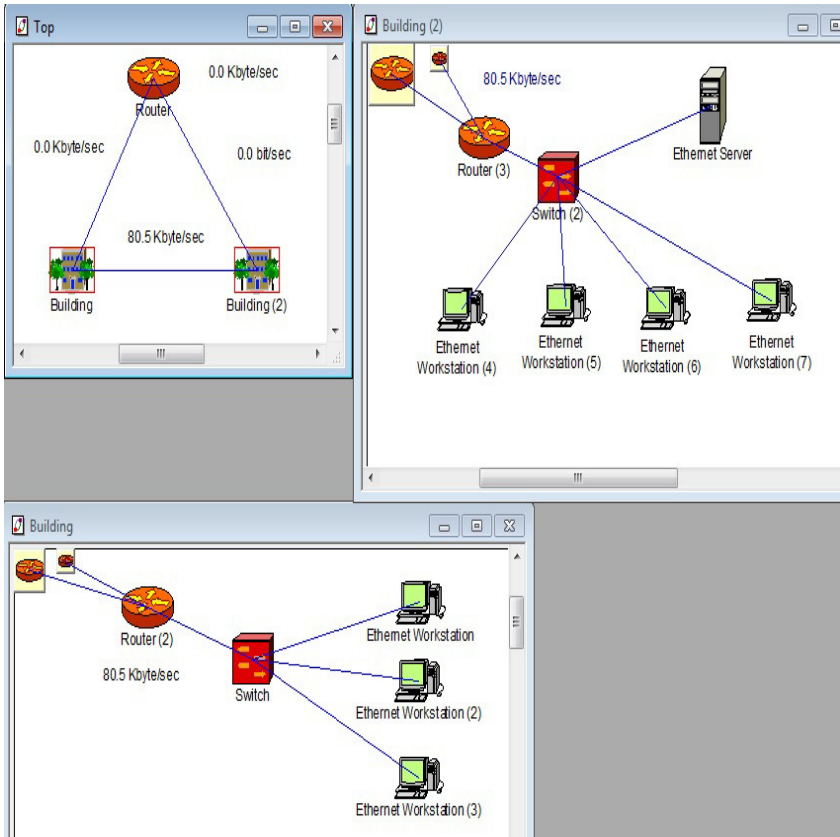 Top
0.0 Kbyte/sec
Router
0.0 Kbyte/sec
0.0 bit/sec
80.5 Kbyte/sec
Building
Building (2)
Building (2)
80.5 Kbyte/sec
Router (3)
Ethernet Server
Switch (2)
Ethernet
Workstation (4)
Ethernet
Workstation (5)
Ethernet
Workstation (6)
Ethernet
Workstation (7)
Building
Router (2)
80.5 Kbyte/sec
Switch
Ethernet Workstation
Ethernet Workstation (2)
Ethernet Workstation (3)